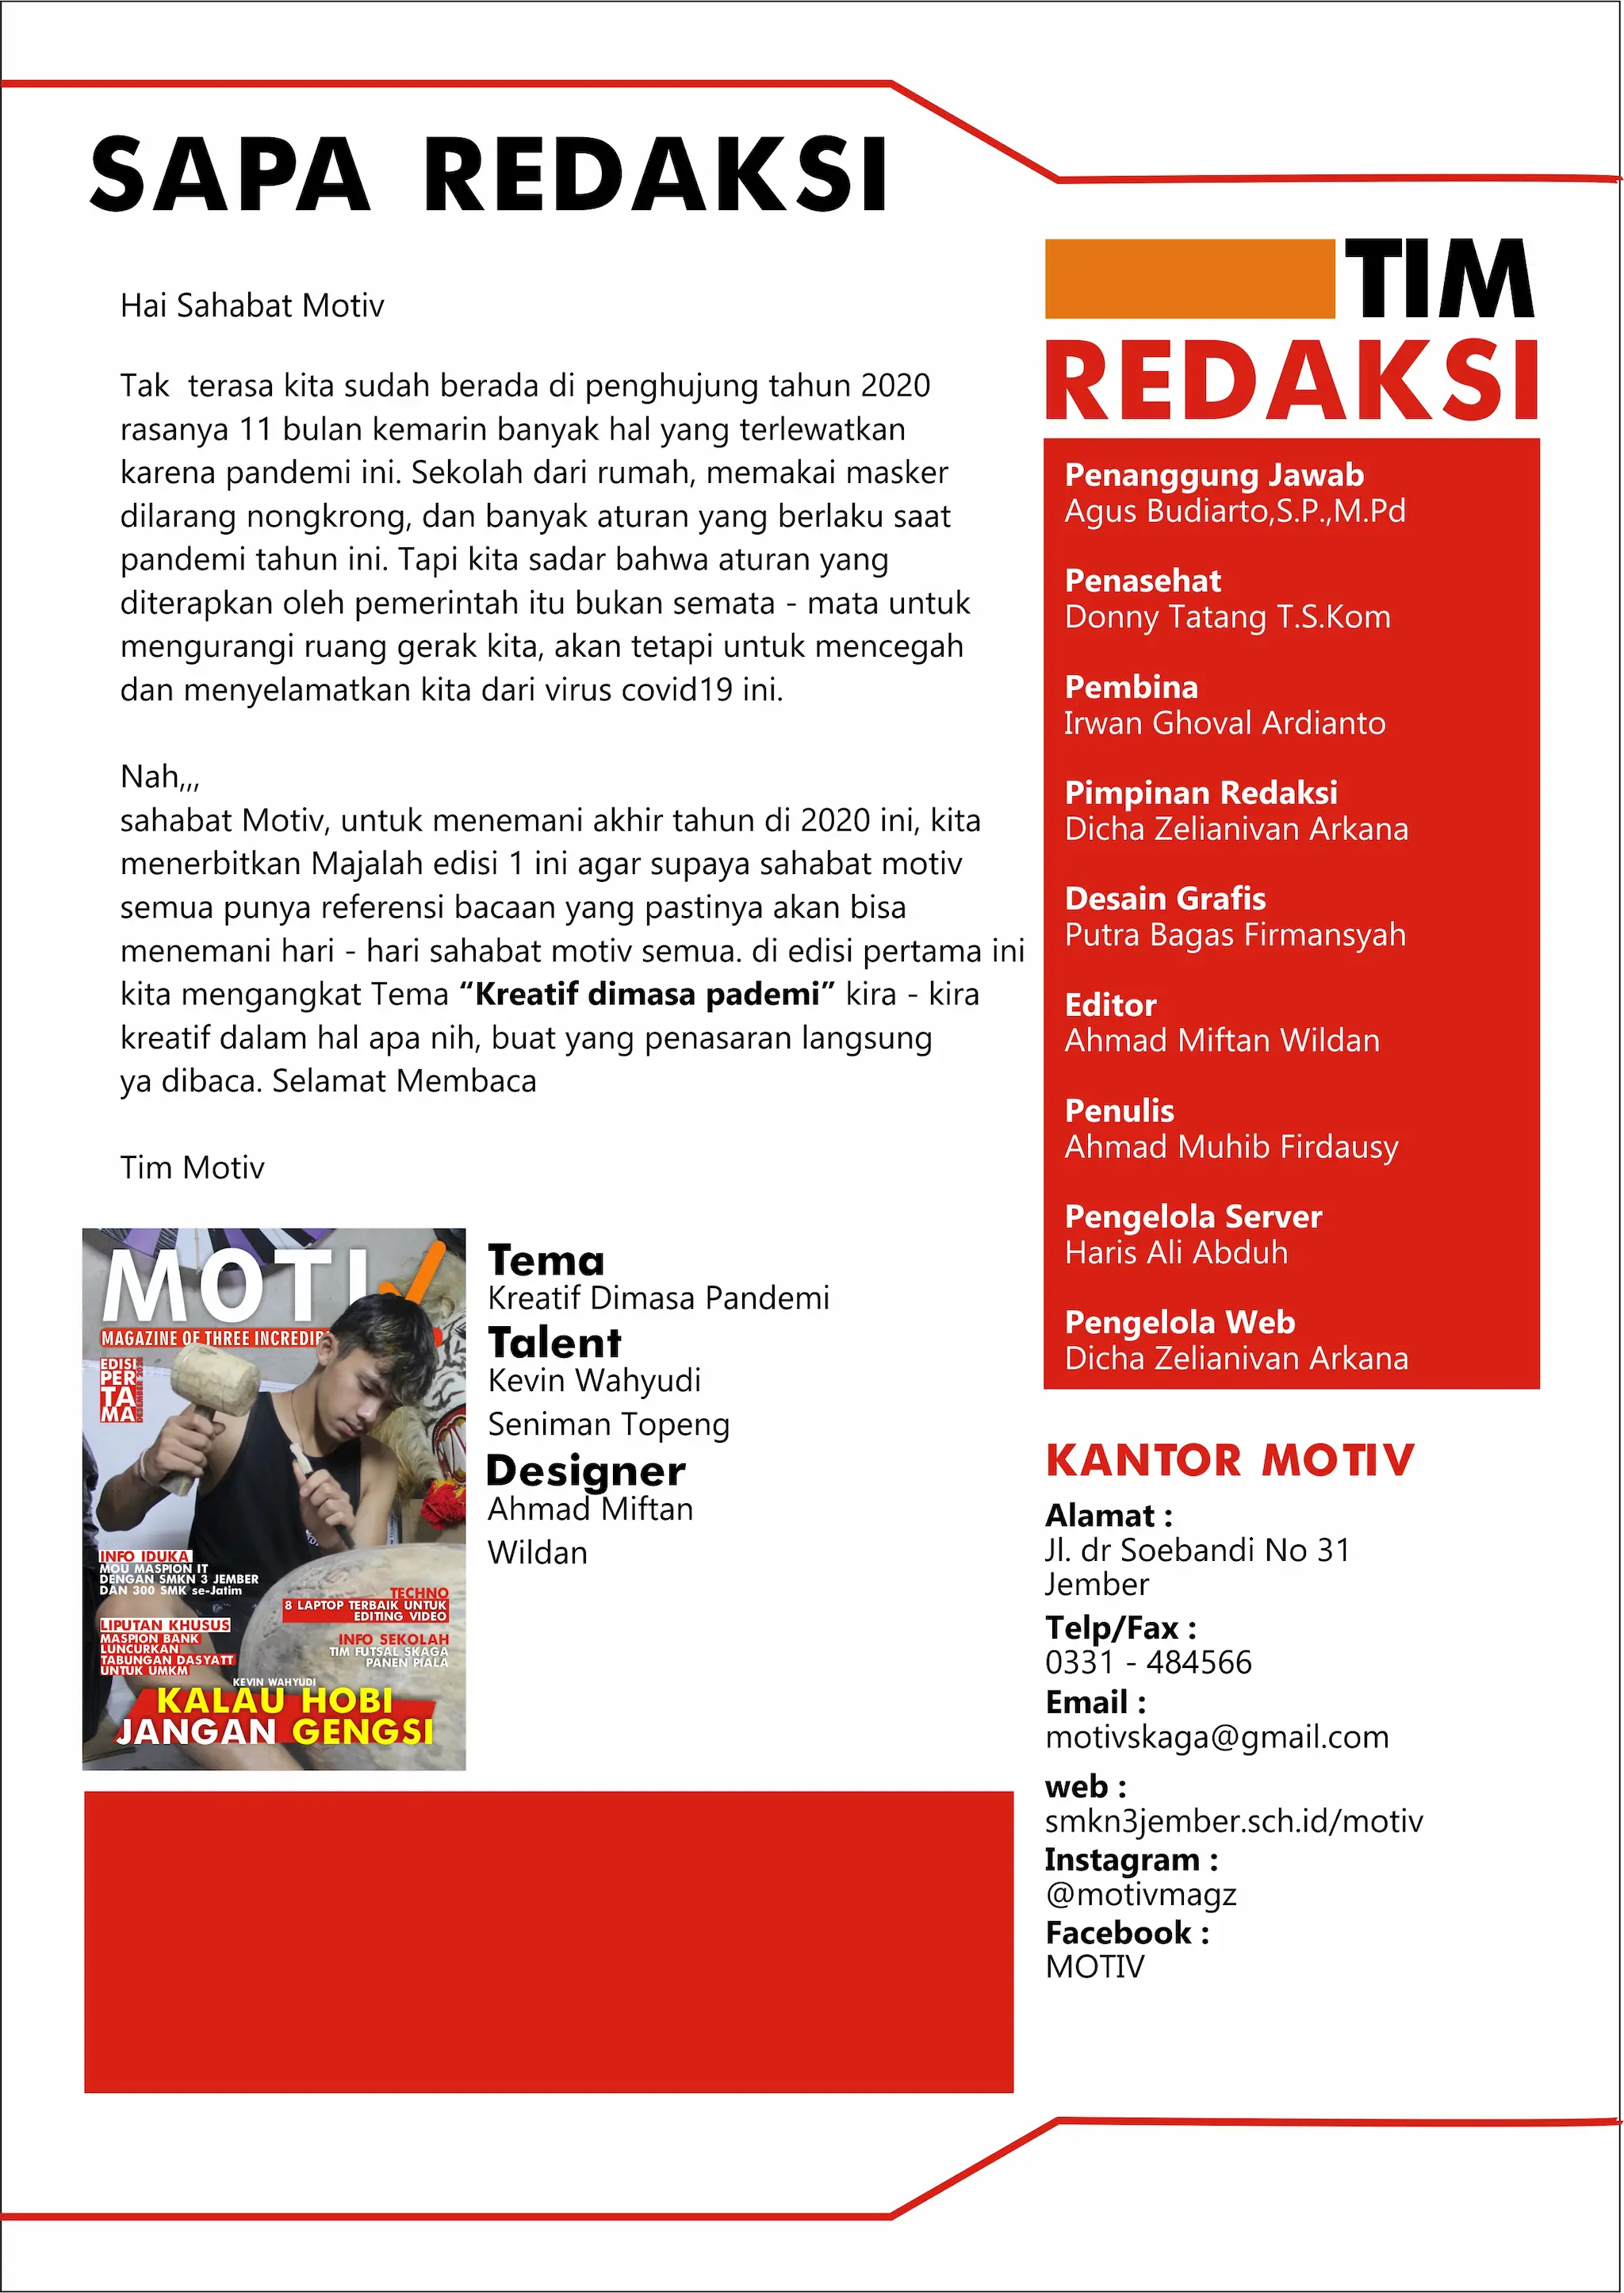 SAPA REDAKSI
Hai Sahabat Motiv
Tak  terasa kita sudah berada di penghujung tahun 2020
rasanya 11 bulan kemarin banyak hal yang terlewatkan
karena pandemi ini. Sekolah dari rumah, memakai masker
dilarang nongkrong, dan banyak aturan yang berlaku saat
pandemi tahun ini. Tapi kita sadar bahwa aturan yang
diterapkan oleh pemerintah itu bukan semata - mata untuk
mengurangi ruang gerak kita, akan tetapi untuk mencegah
dan menyelamatkan kita dari virus covid19 ini.
Nah,,,
sahabat Motiv, untuk menemani akhir tahun di 2020 ini, kita
menerbitkan Majalah edisi 1 ini agar supaya sahabat motiv
semua punya referensi bacaan yang pastinya akan bisa
menemani hari - hari sahabat motiv semua. di edisi pertama ini
kita mengangkat Tema “Kreatif dimasa pademi” kira - kira
kreatif dalam hal apa nih, buat yang penasaran langsung
ya dibaca. Selamat Membaca
Tim Motiv
MOTIV
MAGAZINE OF THREE
EDISI
PER
TA
MA
INFO IDUKA
MOU MASPION IT
DENGAN SMKN 3 JEMBER
DAN 300 SMK se-Jatim
LIPUTAN KHUSUS
MASPION BANK
LUNCURKAN
TABUNGAN DASYATT
UNTUK UMKM
TECHNO
8 LAPTOP TERBAIK UNTUK
EDITING VIDEO
INFO SEKOLAH
TIM FUTSAL SKAGA
PANEN PIALA
KEVIN WAHYUDI
KALAU HOBI
JANGAN GENGSI
Tema
Kreatif Dimasa Pandemi
Talent
Kevin Wahyudi
Seniman Topeng
Designer
Ahmad Miftan
Wildan
TIM
REDAKSI
Penanggung Jawab
Agus Budiarto,S.P.,M.Pd
Penasehat
Donny Tatang T.S.Kom
Pembina
Irwan Ghoval Ardianto
Pimpinan Redaksi
Dicha Zelianivan Arkana
Desain Grafis
Putra Bagas Firmansyah
Editor
Ahmad Miftan Wildan
Penulis
Ahmad Muhib Firdausy
Pengelola Server
Haris Ali Abduh
Pengelola Web
Dicha Zelianivan Arkana
KANTOR MOTIV
Alamat :
Jl. dr Soebandi No 31
Jember
Telp/Fax :
0331 - 484566
Email :
motivskaga@gmail.com
web :
smkn3jember.sch.id/motiv
Instagram :
@motivmagz
Facebook :
MOTIV